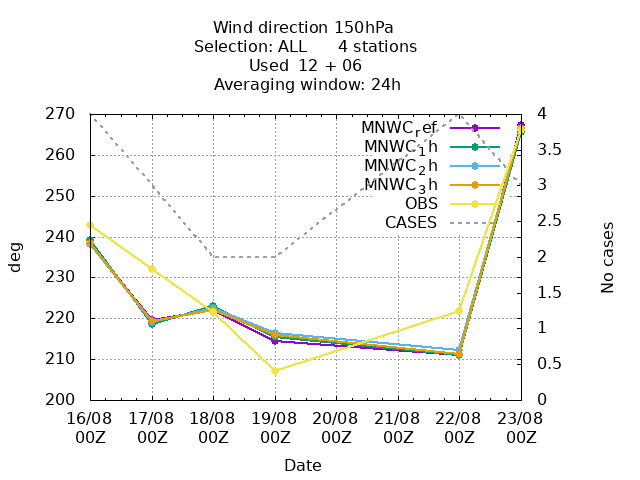 Wind direction 150hPa
Selection: ALL 4 stations
Used 12 + 06
Averaging window: 24h
270
260
250
240
230
220
210
200
deg
4
3.5
3
2.5
2
1.5
1
0.5
0
No cases
MNWC_ref
MNWC_1h
MNWC_2h
MNWC_3h
OBS
CASES
16/08 17/08 18/08 19/08 20/08 21/08 22/08 23/08
00Z 00Z 00Z 00Z 00Z 00Z 00Z 00Z
Date